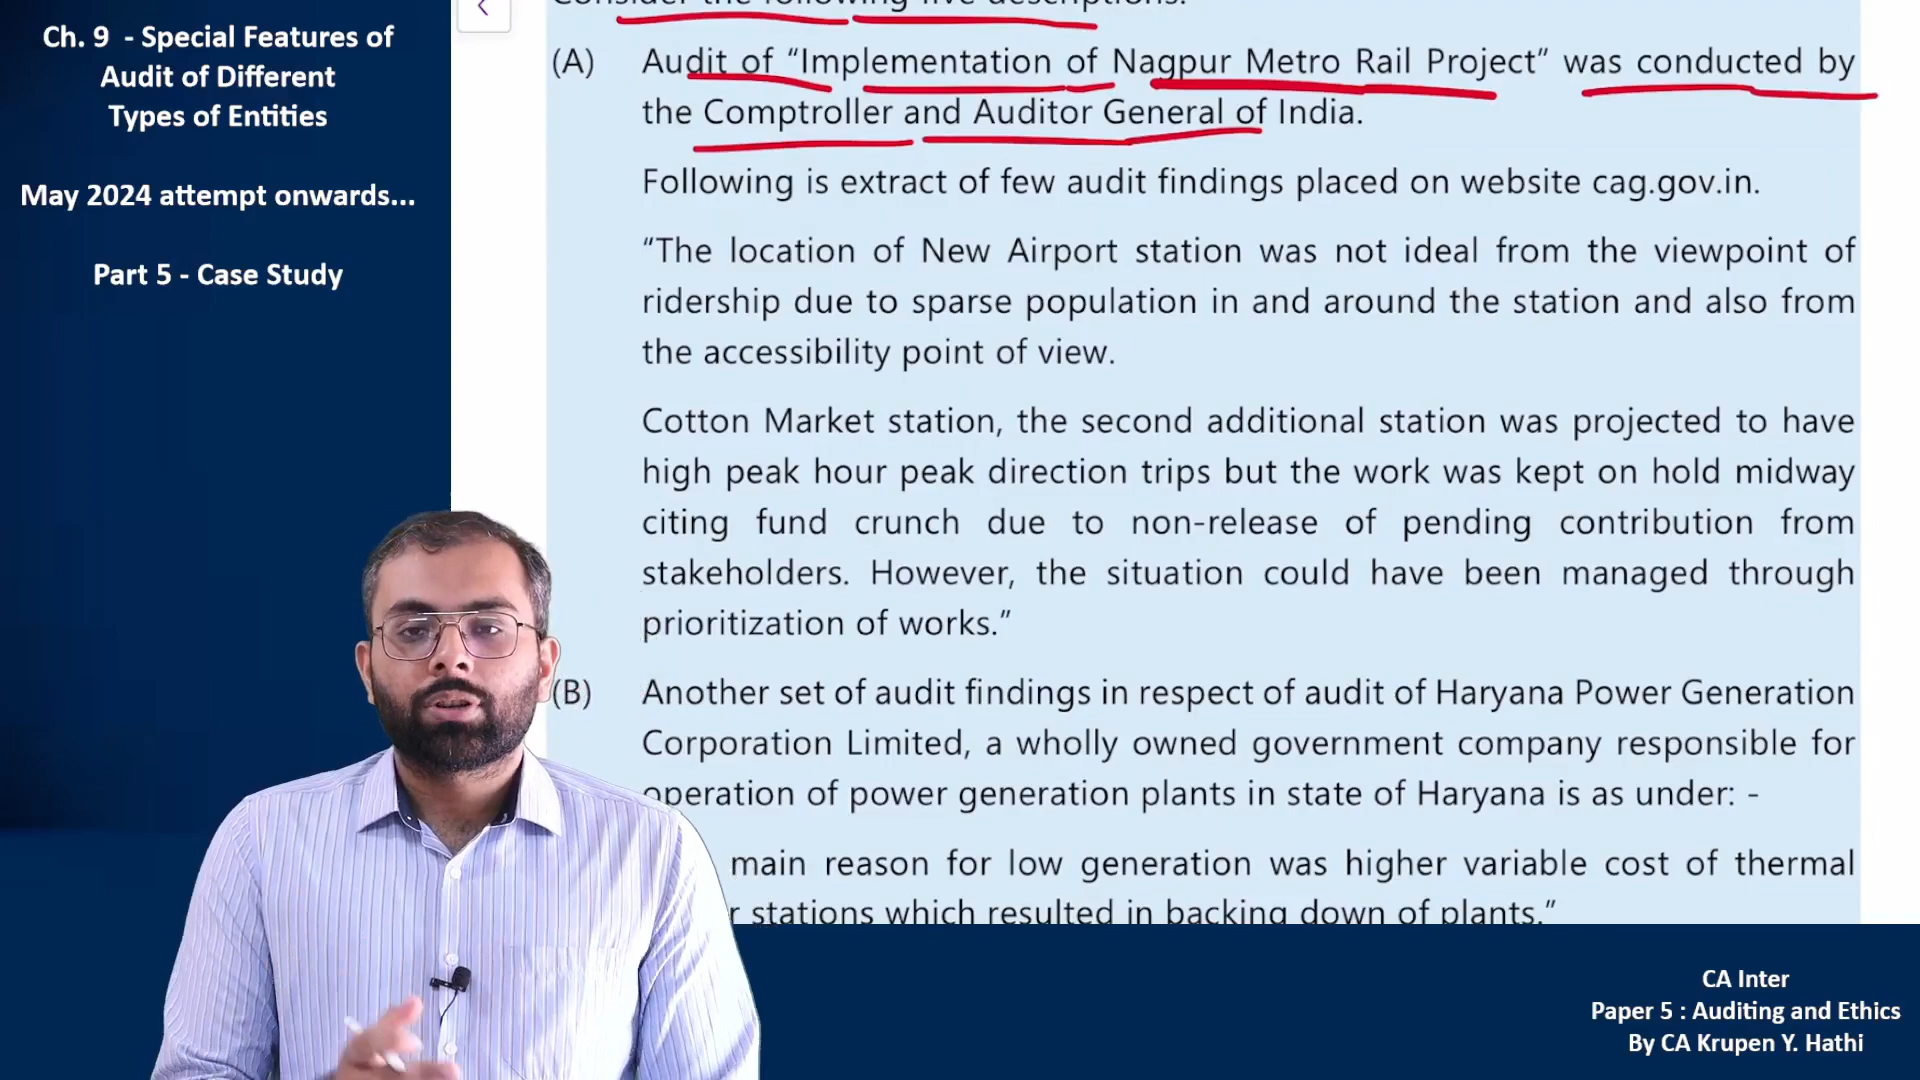 Ch. 9 - Special Features of
Audit of Different
Types of Entities
May 2024 attempt onwards...
Part 5 - Case Study
Consider the following five descriptions:
(A) Audit of “Implementation of Nagpur Metro Rail Project” was conducted by
the Comptroller and Auditor General of India.
Following is extract of few audit findings placed on website cag.gov.in.
“The location of New Airport station was not ideal from the viewpoint of
ridership due to sparse population in and around the station and also from
the accessibility point of view.
Cotton Market station, the second additional station was projected to have
high peak hour peak direction trips but the work was kept on hold midway
citing fund crunch due to non-release of pending contribution from
stakeholders. However, the situation could have been managed through
prioritization of works.”
(B) Another set of audit findings in respect of audit of Haryana Power Generation
Corporation Limited, a wholly owned government company responsible for
operation of power generation plants in state of Haryana is as under: -
main reason for low generation was higher variable cost of thermal
stations which resulted in backing down of plants.”
CA Inter
Paper 5 : Auditing and Ethics
By CA Krupen Y. Hathi